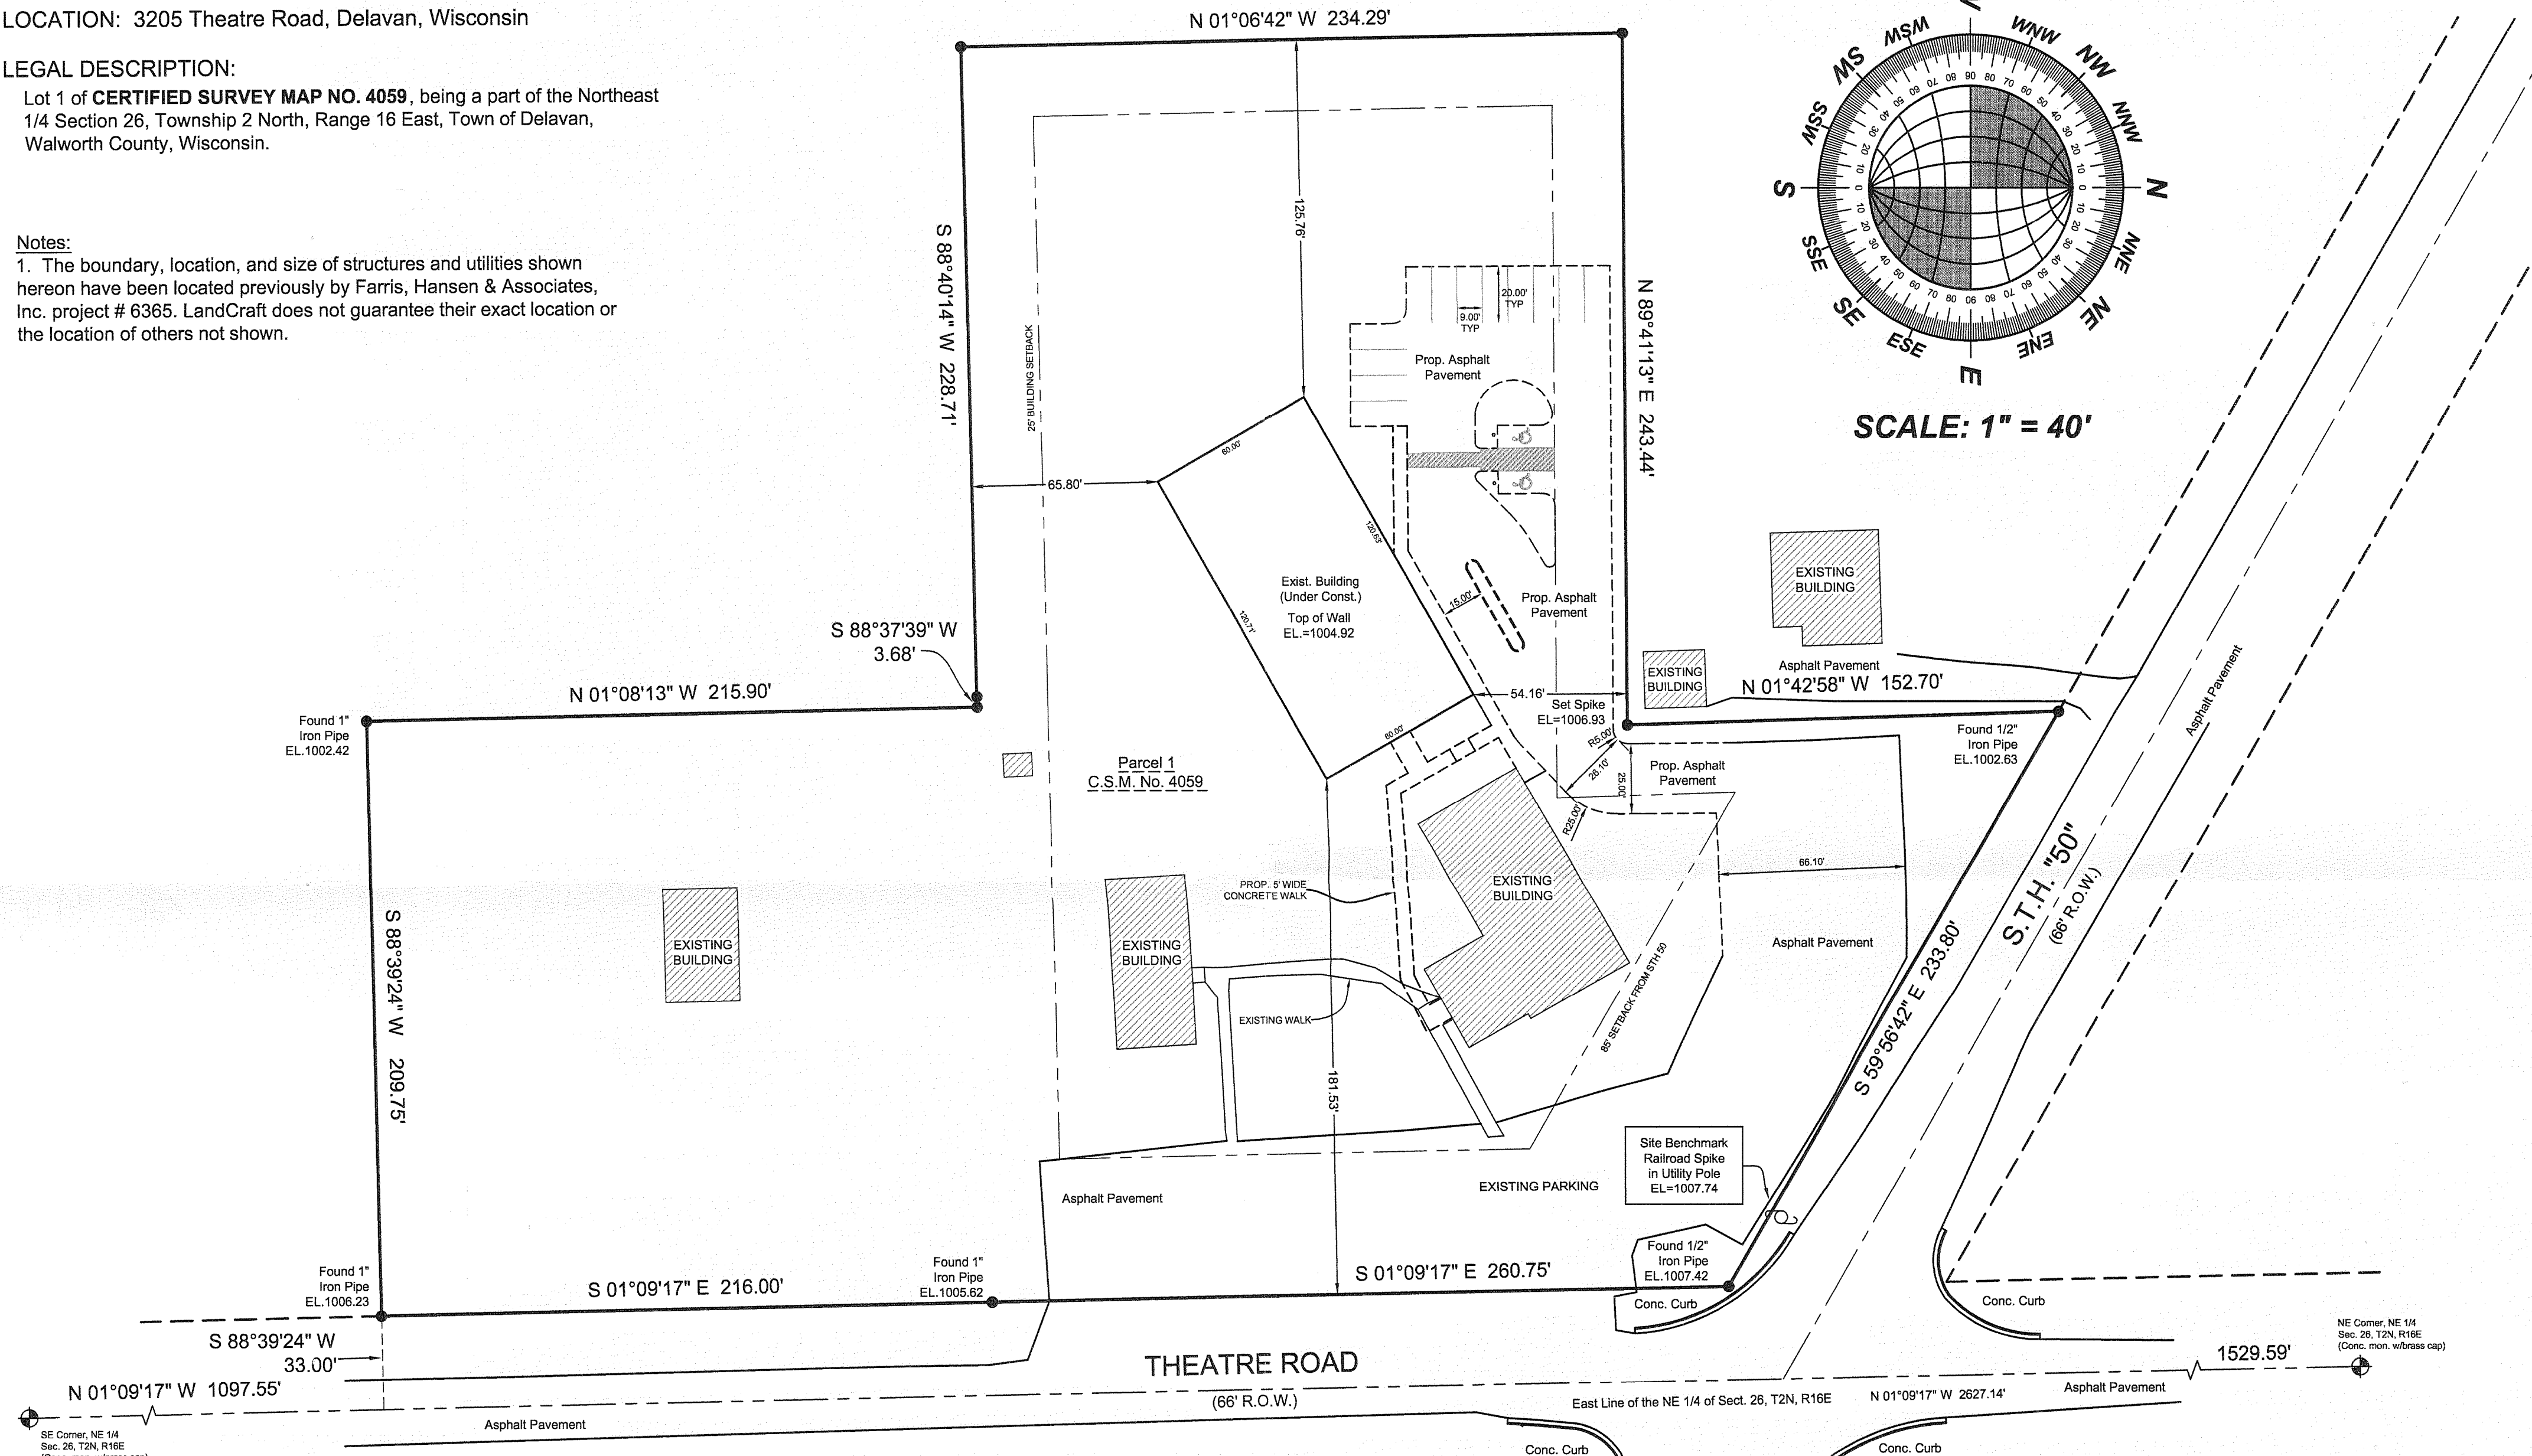 LOCATION: 3205 Theatre Road, Delavan, Wisconsin
LEGAL DESCRIPTION:
Lot 1 of CERTIFIED SURVEY MAP NO. 4059, being a part of the Northeast
1/4 Section 26, Township 2 North, Range 16 East, Town of Delavan,
Walworth County, Wisconsin.
Notes:
1. The boundary, location, and size of structures and utilities shown
hereon have been located previously by Farris, Hansen & Associates,
Inc. project # 6365. LandCraft does not guarantee their exact location or
the location of others not shown.
N 01°06'42" W 234.29'
S 88°40'14" W 228.71'
25' BUILDING SETBACK
125.76'
65.80'
60.00'
120.63'
120.71'
60.00'
Exist. Building
(Under Const.)
Top of Wall
EL.=1004.92
9.00'
TYP
20.00'
TYP
Prop. Asphalt
Pavement
15.00'
Prop. Asphalt
Pavement
N 89°41'13" E 243.44'
54.16'
Set Spike
EL=1006.93
R5.00'
26.10'
25.00'
R25.00'
Prop. Asphalt
Pavement
WSW
WNW
SW
NW
SSW
NNW
S
N
SSE
NNE
SE
NE
ESE
ENE
E
SCALE: 1" = 40'
EXISTING
BUILDING
EXISTING
BUILDING
Asphalt Pavement
N 01°42'58" W 152.70'
Found 1/2"
Iron Pipe
EL.1002.63
Asphalt Pavement
S.T.H. "50"
(66' R.O.W.)
S 59°56'42" E 233.80'
S 88°37'39" W
3.68'
N 01°08'13" W 215.90'
Found 1"
Iron Pipe
EL.1002.42
Parcel 1
C.S.M. No. 4059
S 88°39'24" W 209.75'
EXISTING
BUILDING
EXISTING
BUILDING
PROP. 5' WIDE
CONCRETE WALK
EXISTING
BUILDING
66.10'
Asphalt Pavement
EXISTING WALK
85' SETBACK FROM STH 50
181.53'
Site Benchmark
Railroad Spike
in Utility Pole
EL=1007.74
Asphalt Pavement
EXISTING PARKING
Found 1"
Iron Pipe
EL.1006.23
S 01°09'17" E 216.00'
Found 1"
Iron Pipe
EL.1005.62
S 01°09'17" E 260.75'
Found 1/2"
Iron Pipe
EL.1007.42
Conc. Curb
Conc. Curb
S 88°39'24" W
33.00'
N 01°09'17" W 1097.55'
THEATRE ROAD
(66' R.O.W.)
East Line of the NE 1/4 of Sect. 26, T2N, R16E
N 01°09'17" W 2627.14'
Asphalt Pavement
1529.59'
NE Corner, NE 1/4
Sec. 26, T2N, R16E
(Conc. mon. w/brass cap)
SE Corner, NE 1/4
Sec. 26, T2N, R16E
Asphalt Pavement
Conc. Curb
Conc. Curb